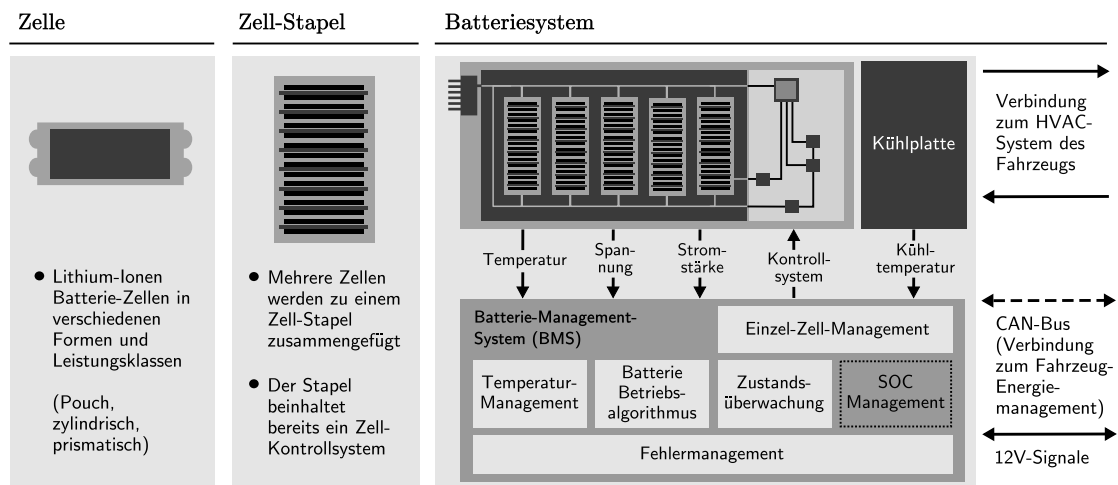 Zelle
Zell-Stapel
Batteriesystem
Lithium-Ionen
Batterie-Zellen in
verschiedenen
Formen und
Leistungsklassen
(Pouch,
zylindrisch,
prismatisch)
Mehrere Zellen
werden zu einem
Zell-Stapel
zusammengefügt
Der Stapel
beinhaltet
bereits ein Zell-
Kontrollsystem
Kühlplatte
Verbindung
zum HVAC-
System des
Fahrzeugs
Temperatur
Span-
nung
Strom-
stärke
Kontroll-
system
Kühl-
temperatur
Batterie-Management-
System (BMS)
Einzel-Zell-Management
Temperatur-
Management
Batterie
Betriebs-
algorithmus
Zustands-
überwachung
SOC
Management
Fehlermanagement
CAN-Bus
(Verbindung
zum Fahrzeug-
Energie-
management)
12V-Signale